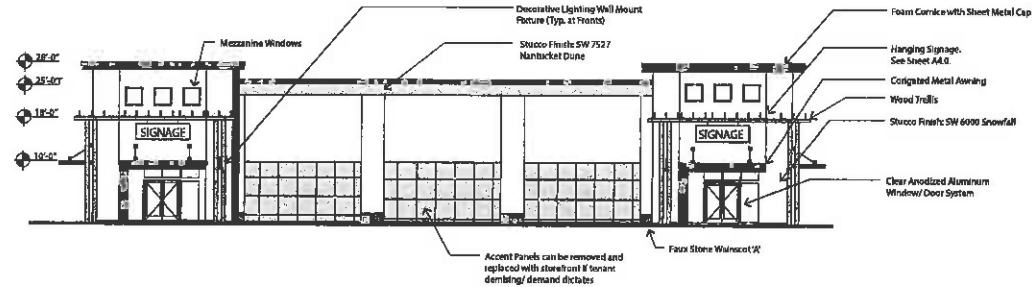 Decorative Lighting Wall Mount
Fixture (Typ. at Fronts)
Foam Cornice with Sheet Metal Cap
Mezzanine Windows
Stucco Finish: SW 7527
Nantucket Dune
Hanging Signage.
See Sheet A4.0.
28'-0"
25'-0"
18'-0"
10'-0"
Corigated Metal Awning
Wood Trellis
Stucco Finish: SW 6000 Snowfall
SIGNAGE
SIGNAGE
Clear Anodized Aluminum
Window/ Door System
Faux Stone Wainscot 'A'
Accent Panels can be removed and
replaced with storefront if tenant
demising/ demand dictates